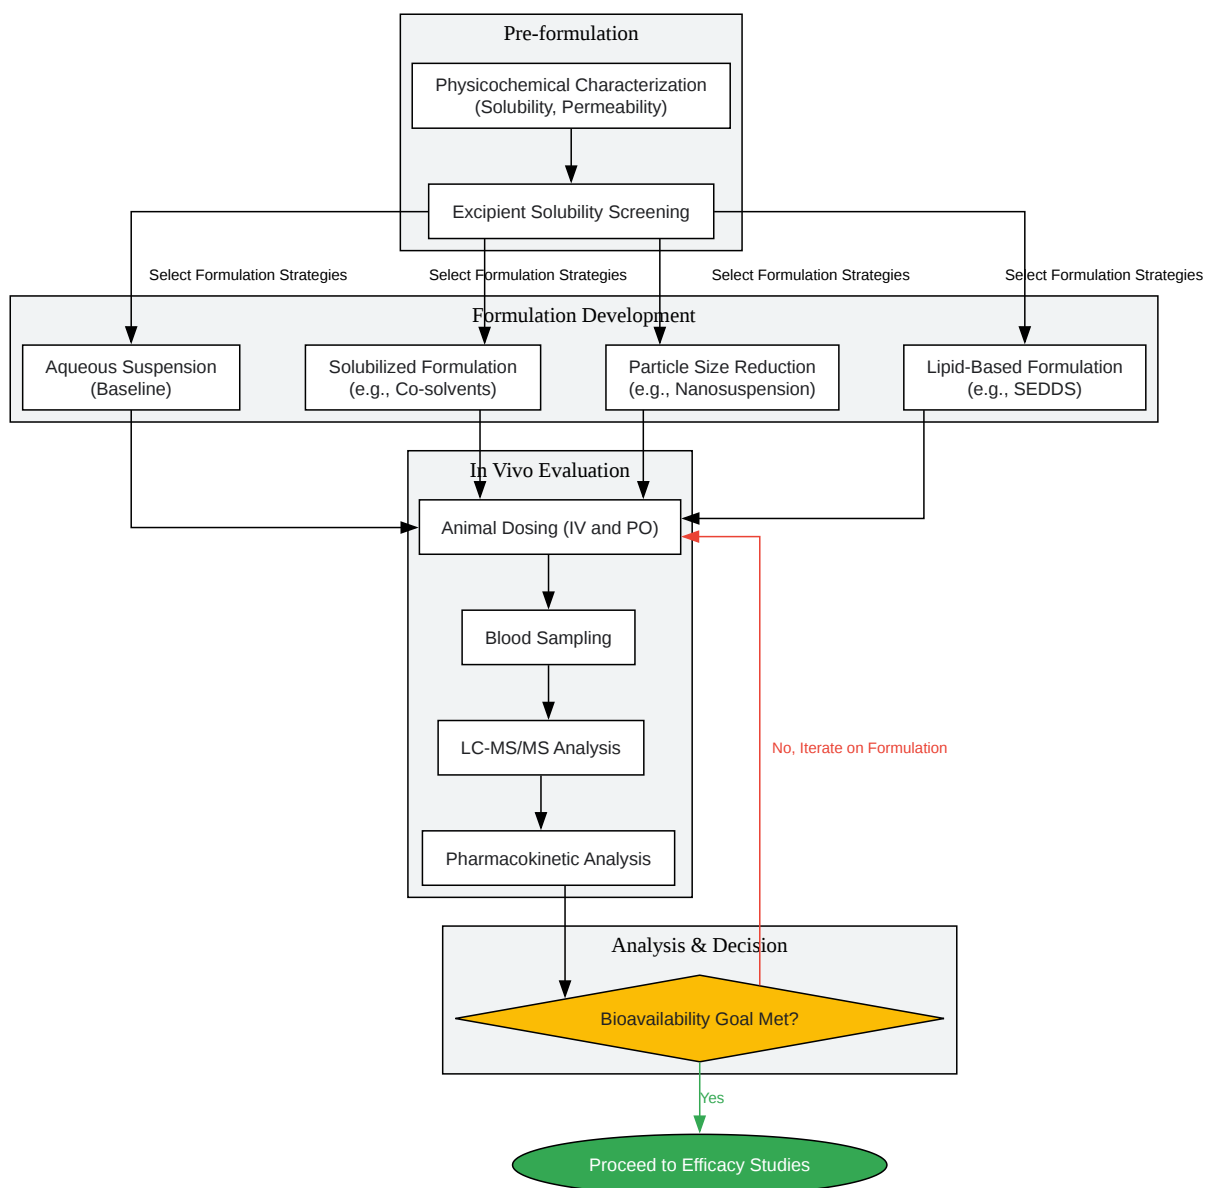 Pre-formulation
Physicochemical Characterization
(Solubility, Permeability)
Excipient Solubility Screening
Select Formulation Strategies
Select Formulation Strategies
Select Formulation Strategies
Select Formulation Strategies
Formulation Development
Aqueous Suspension
(Baseline)
Solubilized Formulation
(e.g., Co-solvents)
Particle Size Reduction
(e.g., Nanosuspension)
Lipid-Based Formulation
(e.g., SEDDS)
In Vivo Evaluation
Animal Dosing (IV and PO)
Blood Sampling
LC-MS/MS Analysis
No, Iterate on Formulation
Pharmacokinetic Analysis
Analysis & Decision
Bioavailability Goal Met?
Yes
Proceed to Efficacy Studies